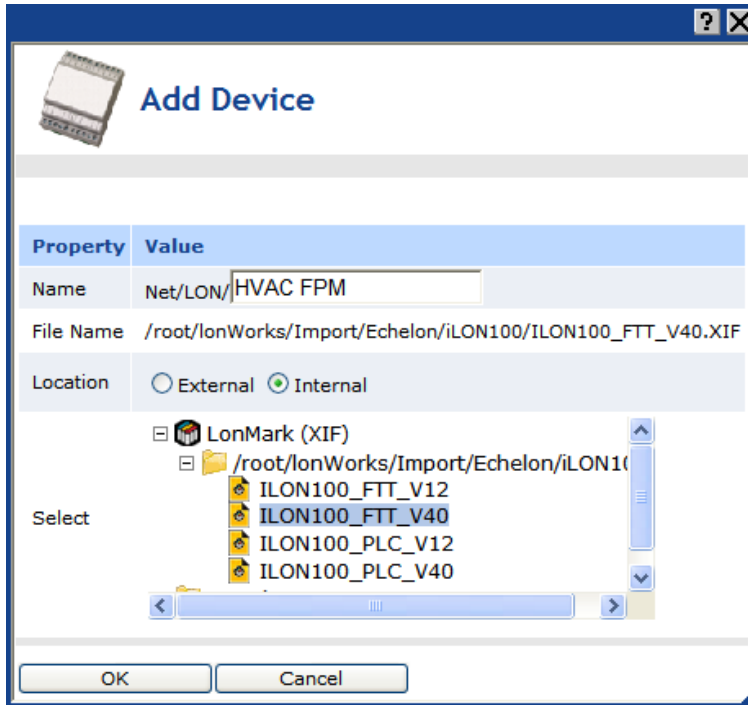 ?
Add Device
Property Value
Name Net/LON/HVAC FPM
File Name /root/lonWorks/Import/Echelon/iLON100/ILON100_FTT_V40.XIF
Location External Internal
LonMark (XIF)
/root/lonWorks/Import/Echelon/iLON1
ILON100_FTT_V12
Select ILON100_FTT_V40
ILON100_PLC_V12
ILON100_PLC_V40
OK Cancel